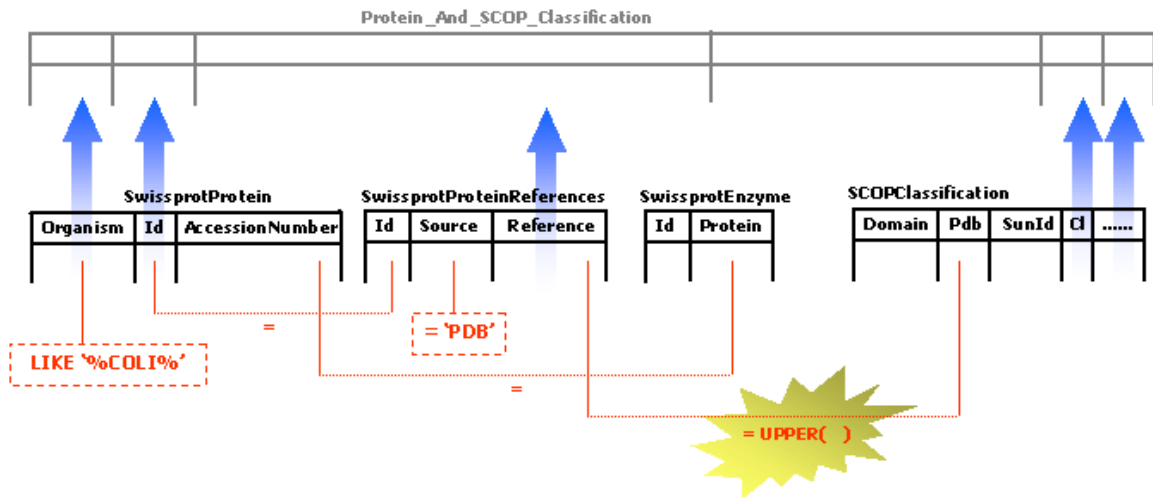 Protein_And_SCOP_Classification
SwissprotProtein
SwissprotProteinReferences
SwissprotEnzyme
SCOPClassification
Organism Id AccessionNumber
Id Source Reference
Id Protein
Domain Pdb SunId Cl ......
=
= 'PDB'
LIKE '%COLI%'
=
= UPPER( )